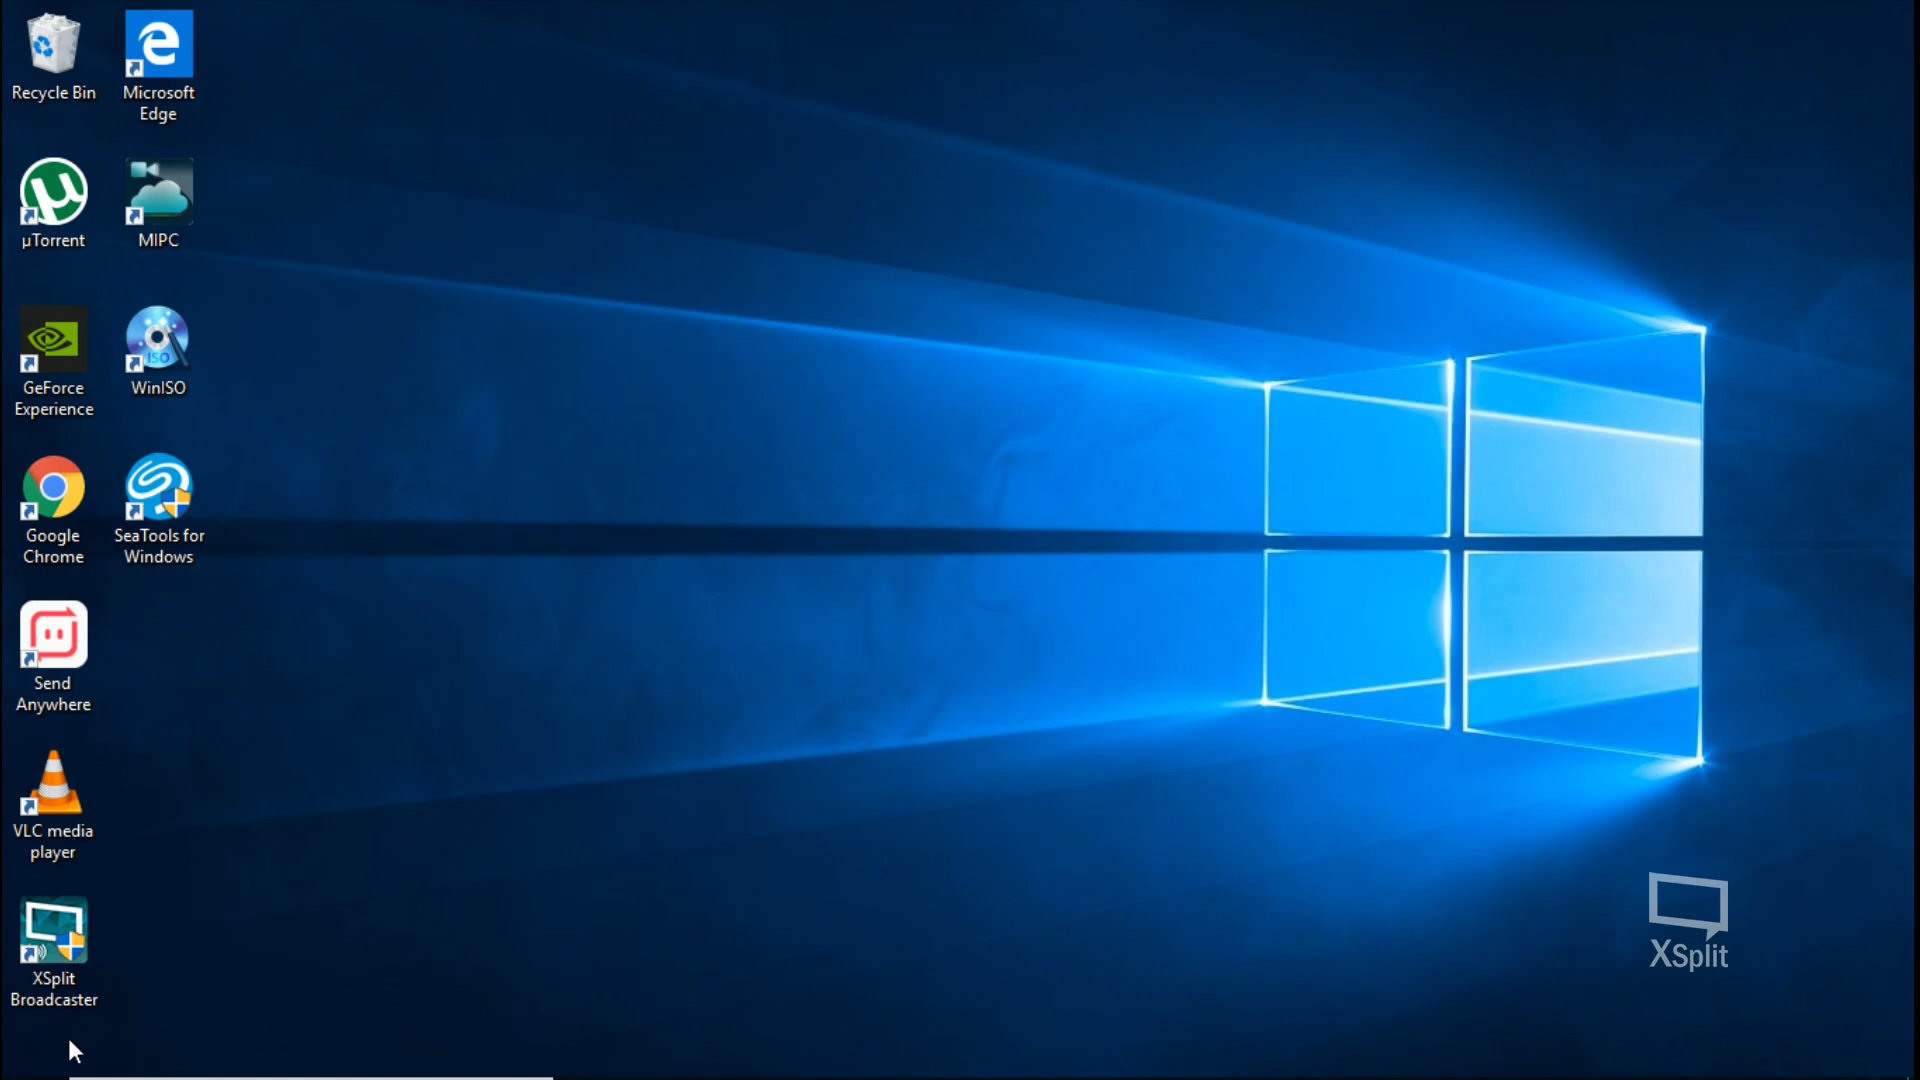 Recycle Bin
Microsoft
Edge
µTorrent
MIPC
GeForce
Experience
ISO
WinISO
Google
Chrome
SeaTools for
Windows
Send
Anywhere
VLC media
player
XSplit
Broadcaster
XSplit